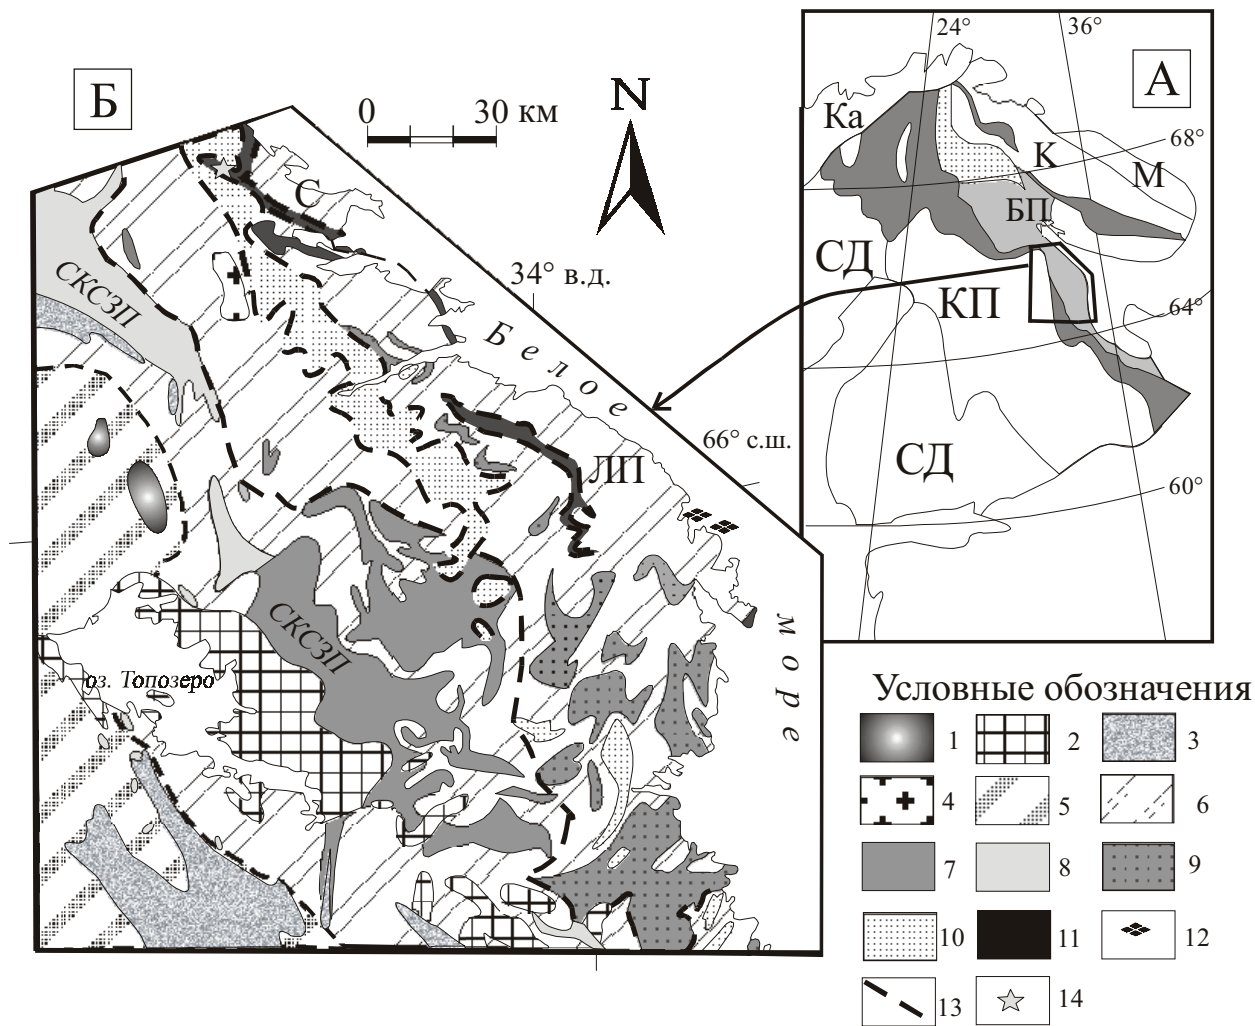 Б
0 30 км
N
С
34° в.д.
СКСЗП
Белое
66° с.ш.
ЛП
СКСЗП
оз. Топозеро
море
24°
36°
А
Ка
68°
К
М
БП
СД
КП
64°
СД
60°
Условные обозначения
1 2 3
4 5 6
7 8 9
10 11 12
13 14